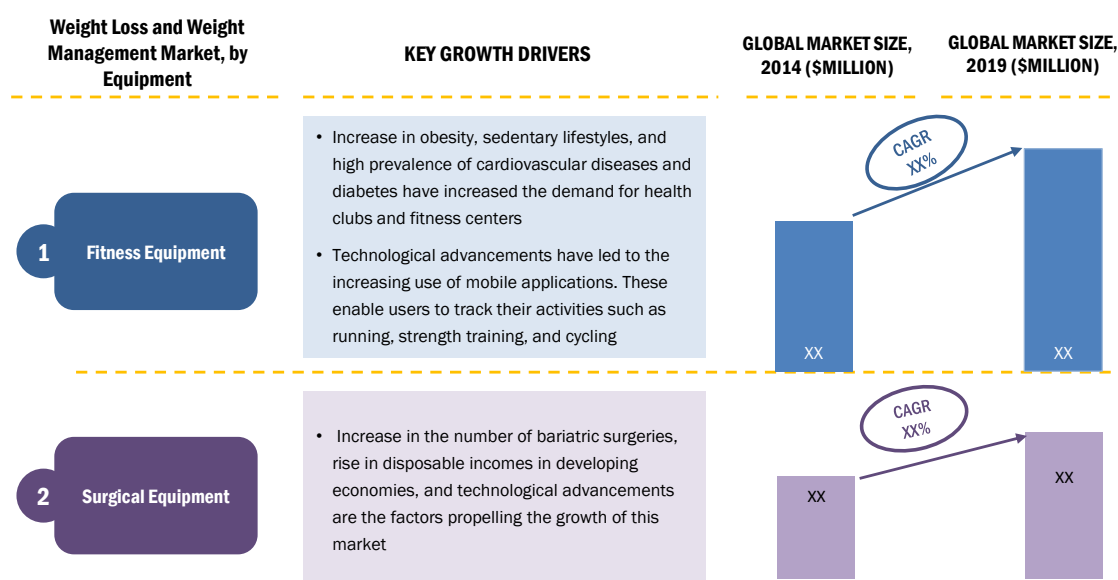 Weight Loss and Weight
Management Market, by
Equipment
KEY GROWTH DRIVERS
GLOBAL MARKET SIZE,
2014 ($MILLION)
GLOBAL MARKET SIZE,
2019 ($MILLION)
1
Fitness Equipment
• Increase in obesity, sedentary lifestyles, and
high prevalence of cardiovascular diseases and
diabetes have increased the demand for health
clubs and fitness centers
• Technological advancements have led to the
increasing use of mobile applications. These
enable users to track their activities such as
running, strength training, and cycling
CAGR
XX%
XX
XX
2
Surgical Equipment
• Increase in the number of bariatric surgeries,
rise in disposable incomes in developing
economies, and technological advancements
are the factors propelling the growth of this
market
CAGR
XX%
XX
XX